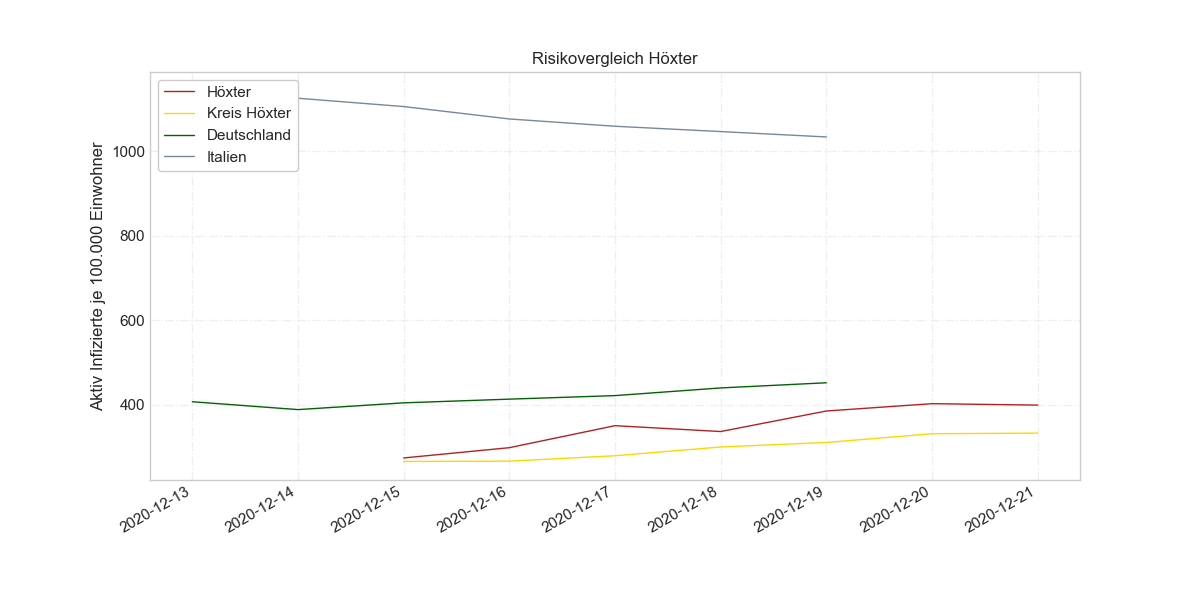 Risikovergleich Höxter
Höxter
Kreis Höxter
Deutschland
Italien
Aktiv Infizierte je 100.000 Einwohner
1000
800
600
400
2020-12-13
2020-12-14
2020-12-15
2020-12-16
2020-12-17
2020-12-18
2020-12-19
2020-12-20
2020-12-21